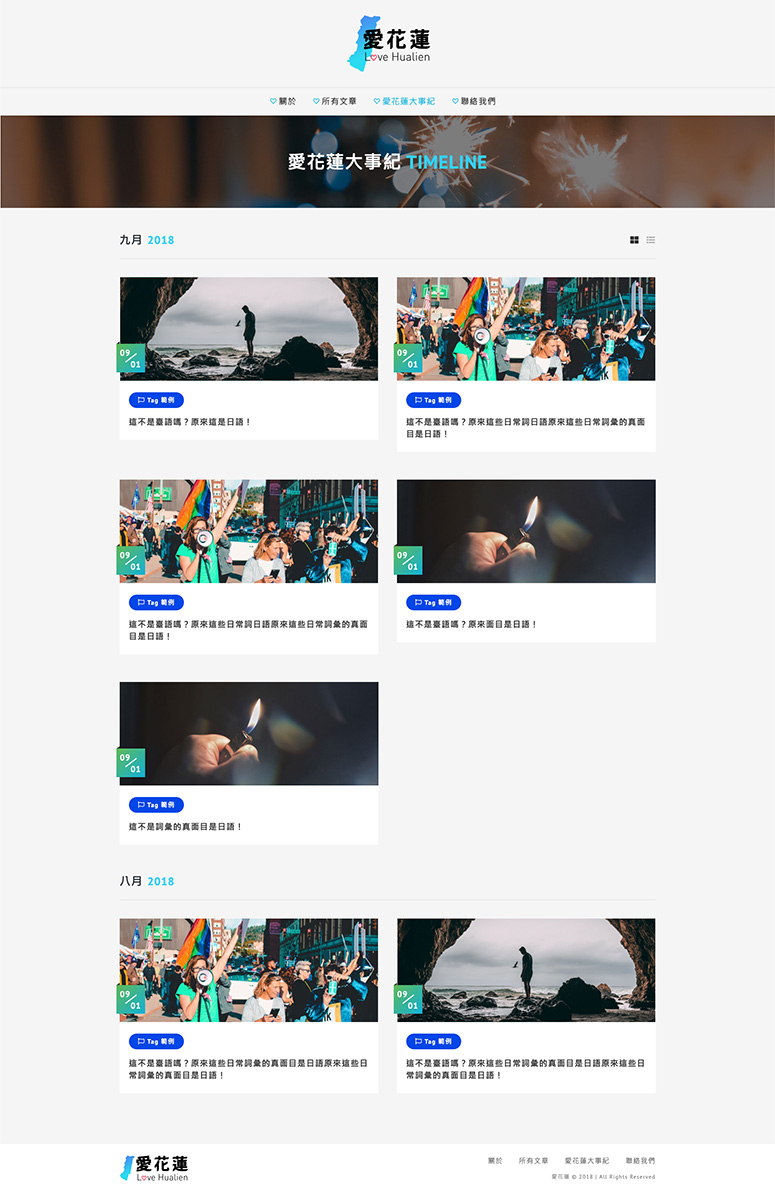 愛花蓮
Love Hualien
關於 所有文章 愛花蓮大事紀 聯絡我們
愛花蓮大事紀 TIMELINE
九月 2018
09/01
Tag 範例
這不是臺語嗎？原來這是日語！
09/01
Tag 範例
這不是臺語嗎？原來這些日常詞日語原來這些日常詞彙的真面
目是日語！
09/01
Tag 範例
這不是臺語嗎？原來這些日常詞日語原來這些日常詞彙的真面
目是日語！
09/01
Tag 範例
這不是臺語嗎？原來面目是日語！
09/01
Tag 範例
這不是詞彙的真面目是日語！
八月 2018
09/01
Tag 範例
這不是臺語嗎？原來這些日常詞彙的真面目是日語原來這些日
常詞彙的真面目是日語！
09/01
Tag 範例
這不是臺語嗎？原來這些日常詞彙的真面目是日語原來這些日
常詞彙的真面目是日語！
愛花蓮
Love Hualien
關於 所有文章 愛花蓮大事紀 聯絡我們
愛花蓮 © 2018 | All Rights Reserved